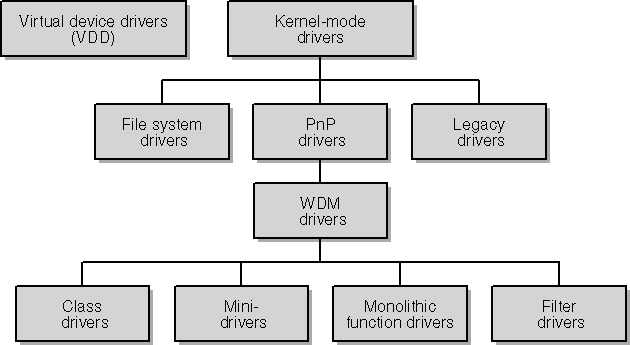 Virtual device drivers
(VDD)
Kernel-mode
drivers
File system
drivers
PnP
drivers
Legacy
drivers
WDM
drivers
Class
drivers
Mini-
drivers
Monolithic
function drivers
Filter
drivers